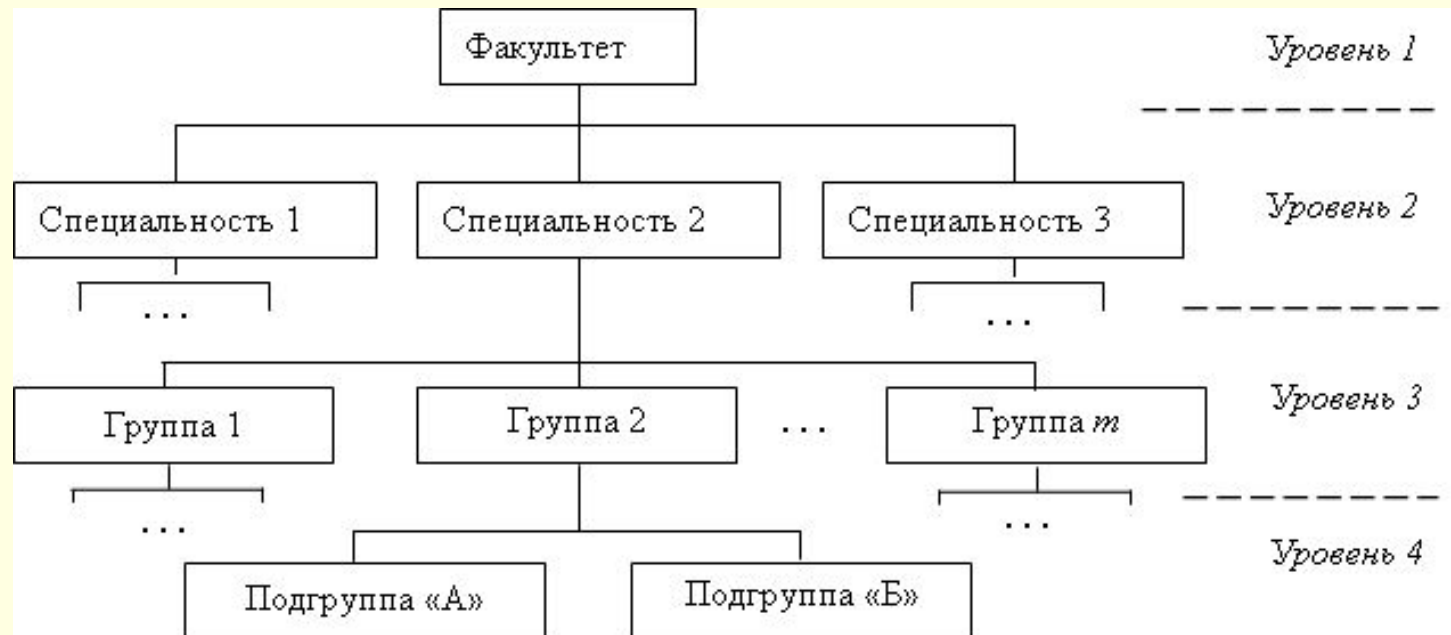 Факультет
Уровень 1
Специальность 1
Специальность 2
Специальность 3
Уровень 2
...
...
Группа 1
Группа 2
...
Группа m
Уровень 3
...
...
Подгруппа «А»
Подгруппа «Б»
Уровень 4